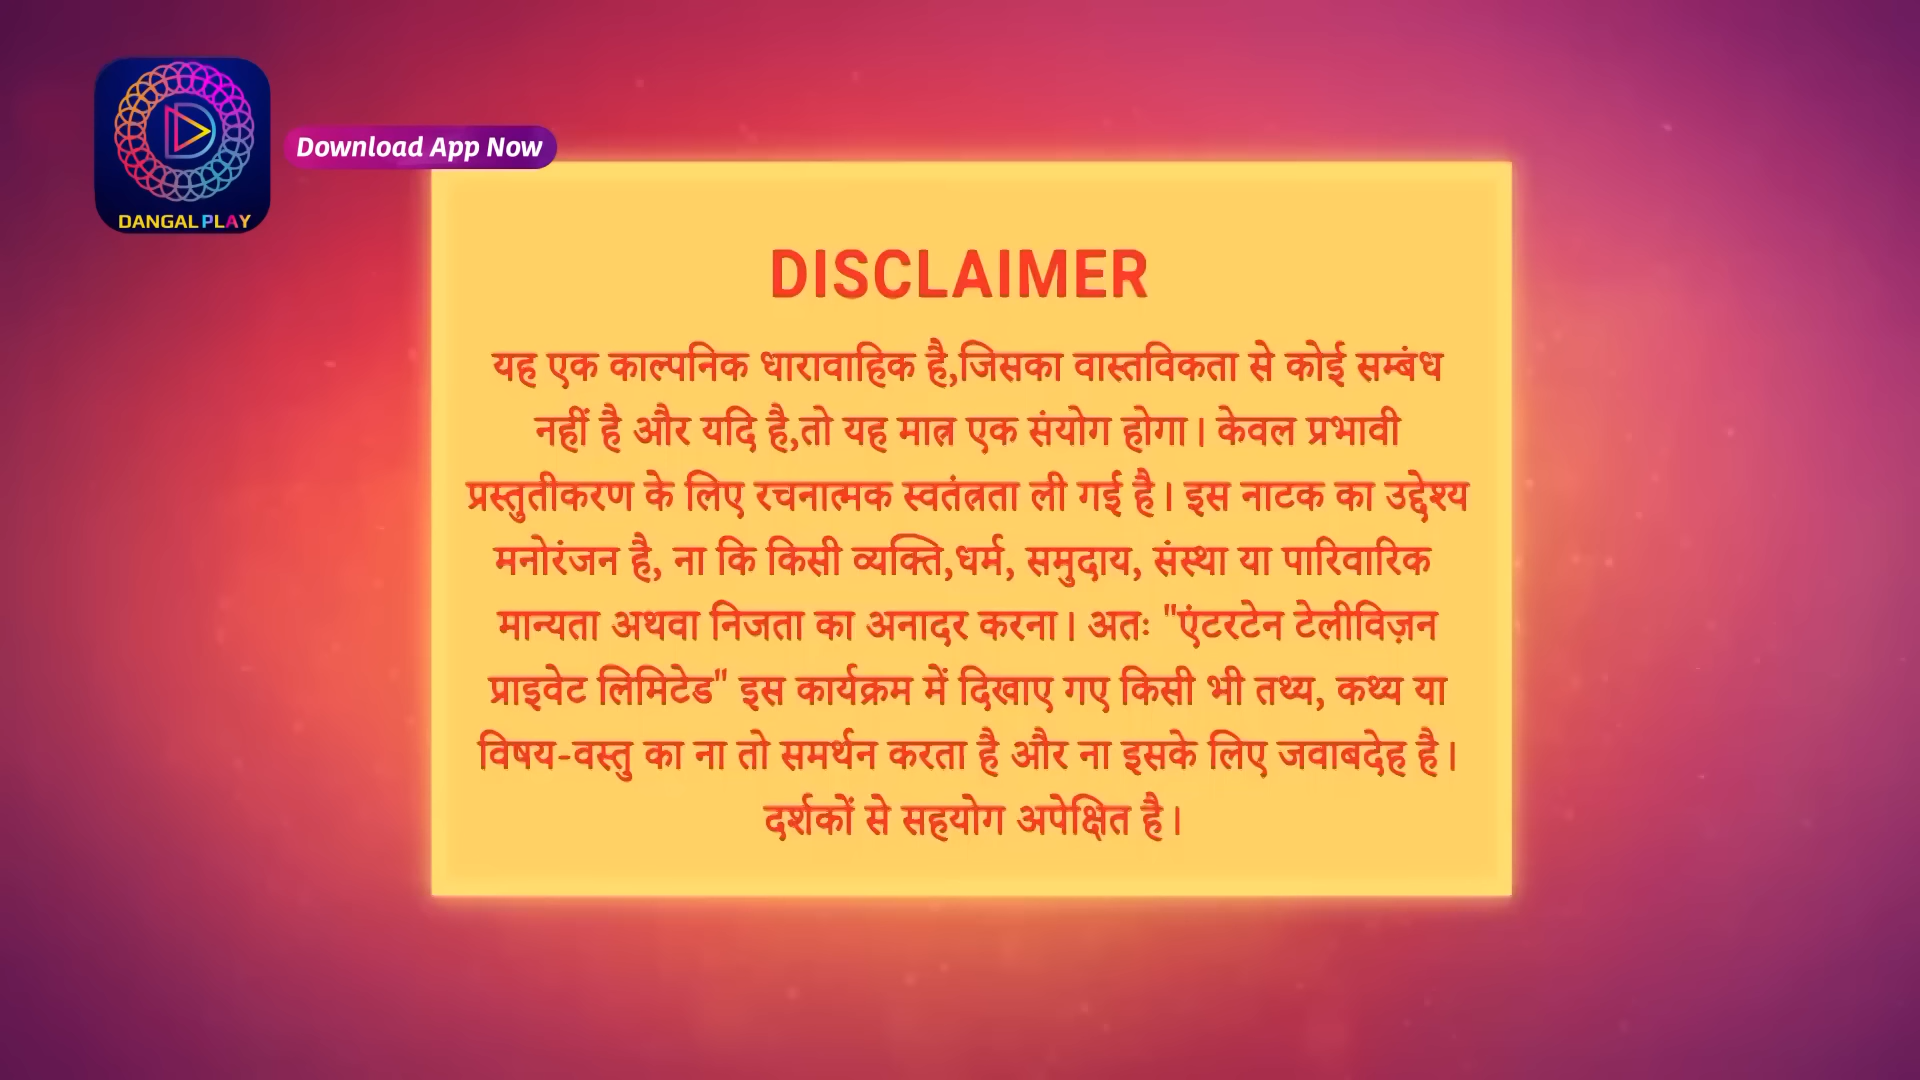 DANGAL PLAY
Download App Now
DISCLAIMER
यह एक काल्पनिक धारावाहिक है,जिसका वास्तविकता से कोई सम्बंध
नहीं है और यदि है,तो यह मात्र एक संयोग होगा। केवल प्रभावी
प्रस्तुतीकरण के लिए रचनात्मक स्वतंत्रता ली गई है। इस नाटक का उद्देश्य
मनोरंजन है, ना कि किसी व्यक्ति,धर्म, समुदाय, संस्था या पारिवारिक
मान्यता अथवा निजता का अनादर करना। अतः "एंटरटेन टेलीविज़न
प्राइवेट लिमिटेड" इस कार्यक्रम में दिखाए गए किसी भी तथ्य, कथ्य या
विषय-वस्तु का ना तो समर्थन करता है और ना इसके लिए जवाबदेह है।
दर्शकों से सहयोग अपेक्षित है।